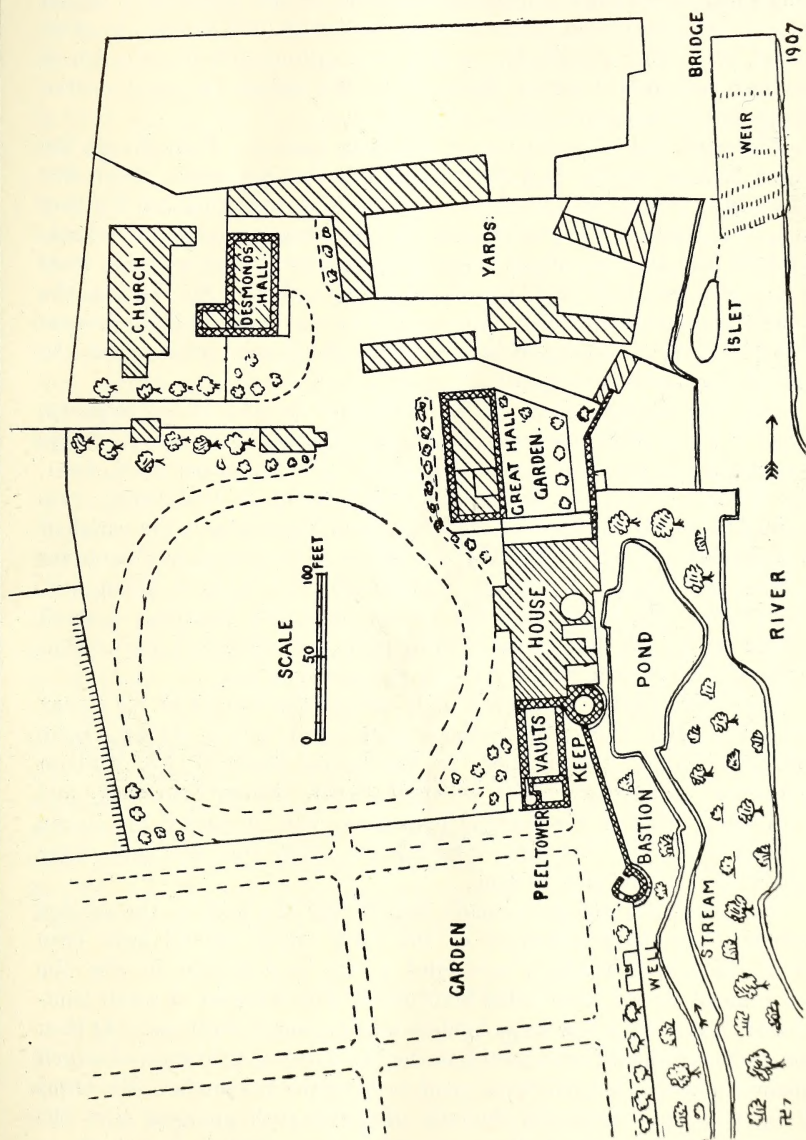 CHURCH
DESMONDS
HALL
BRIDGE
1907
WEIR
YARDS.
ISLET
GREAT HALL
GARDEN.
SCALE
0 50 100 FEET
HOUSE
VAULTS
KEEP
PEEL TOWER
POND
RIVER
BASTION
GARDEN
WELL
STREAM